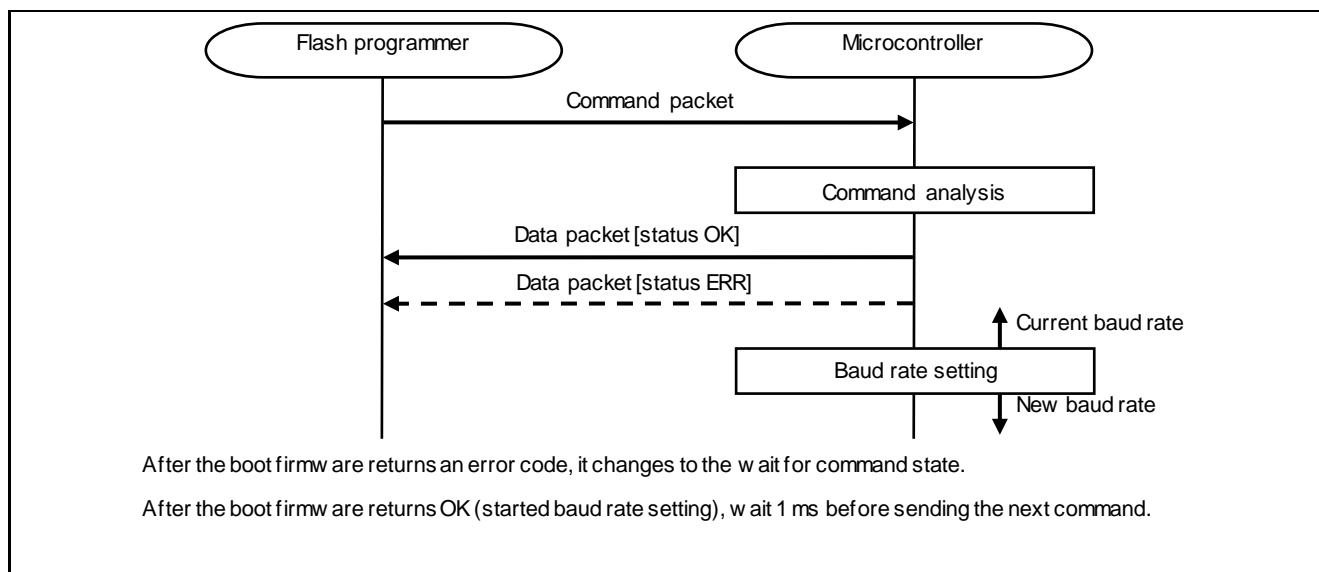 Flash programmer
Microcontroller
Command packet
Command analysis
Data packet [status OK]
Data packet [status ERR]
Current baud rate
Baud rate setting
New baud rate
After the boot firmware returns an error code, it changes to the wait for command state.
After the boot firmware returns OK (started baud rate setting), wait 1 ms before sending the next command.